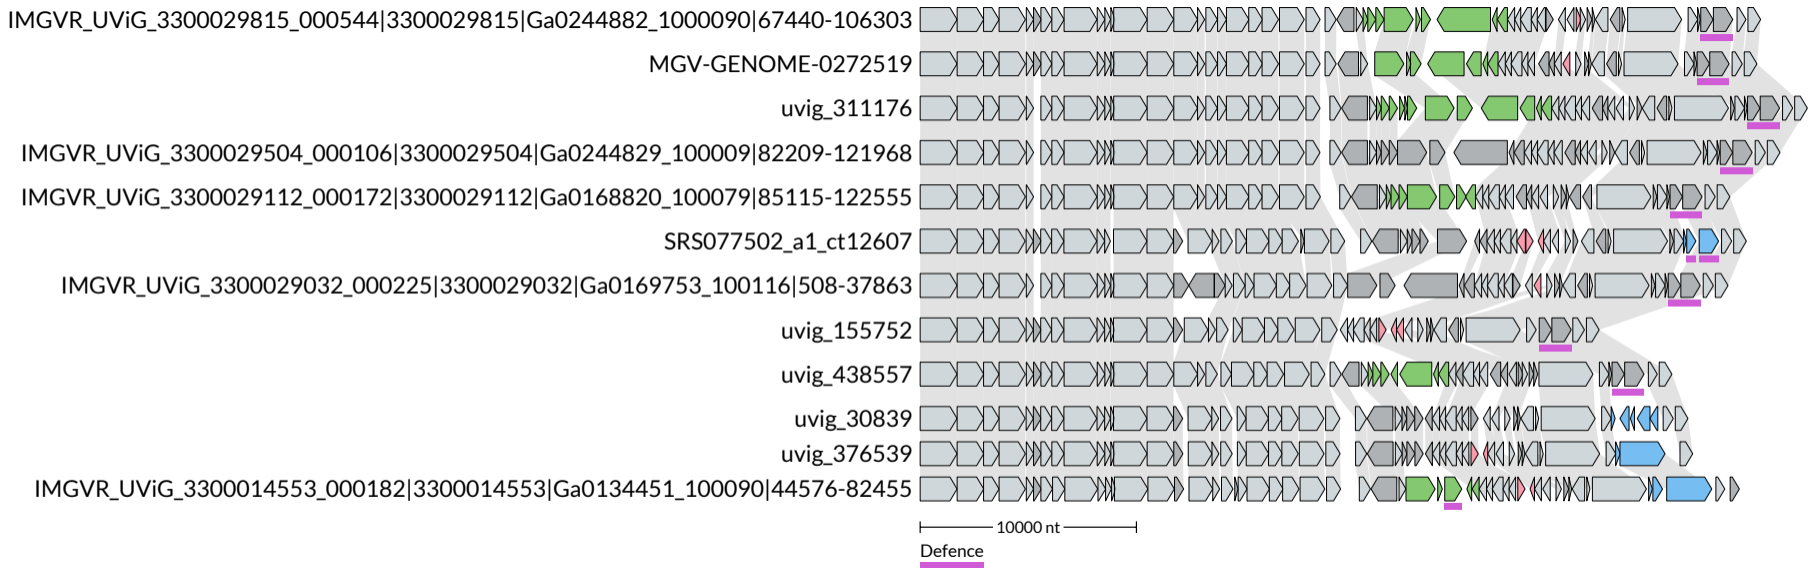 IMGVR_UViG_3300029815_000544|3300029815|Ga0244882_1000090|67440-106303
MGV-GENOME-0272519
uvig_311176
IMGVR_UViG_3300029504_000106|3300029504|Ga0244829_100009|82209-121968
IMGVR_UViG_3300029112_000172|3300029112|Ga0168820_100079|85115-122555
SRS077502_a1_ct12607
IMGVR_UViG_3300029032_000225|3300029032|Ga0169753_100116|508-37863
uvig_155752
uvig_438557
uvig_30839
uvig_376539
IMGVR_UViG_3300014553_000182|3300014553|Ga0134451_100090|44576-82455
10000 nt
Defence